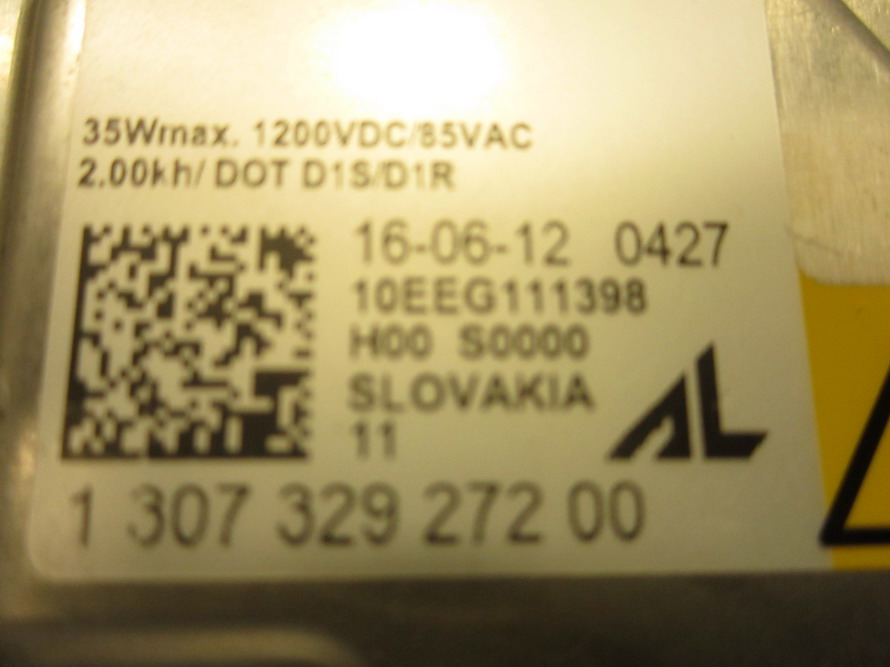 35Wmax. 1200VDC/85VAC
2.00kh/ DOT D1S/D1R
16-06-12 0427
10EEG111398
H00 S0000
SLOVAKIA
11
AL
1 307 329 272 00